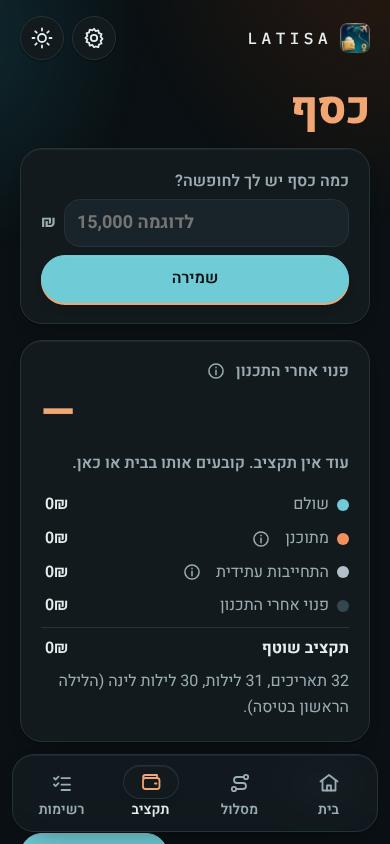 LATISA
כסף
כמה כסף יש לך לחופשה?
לדוגמה 15,000
₪
שמירה
פנוי אחרי התכנון
—
עוד אין תקציב. קובעים אותו בבית או כאן.
שולם 0₪
מתוכנן 0₪
התחייבות עתידית 0₪
פנוי אחרי התכנון 0₪
תקציב שוטף 0₪
32 תאריכים, 31 לילות, 30 לילות לינה (הלילה
הראשון בטיסה).
בית
מסלול
תקציב
רשימות